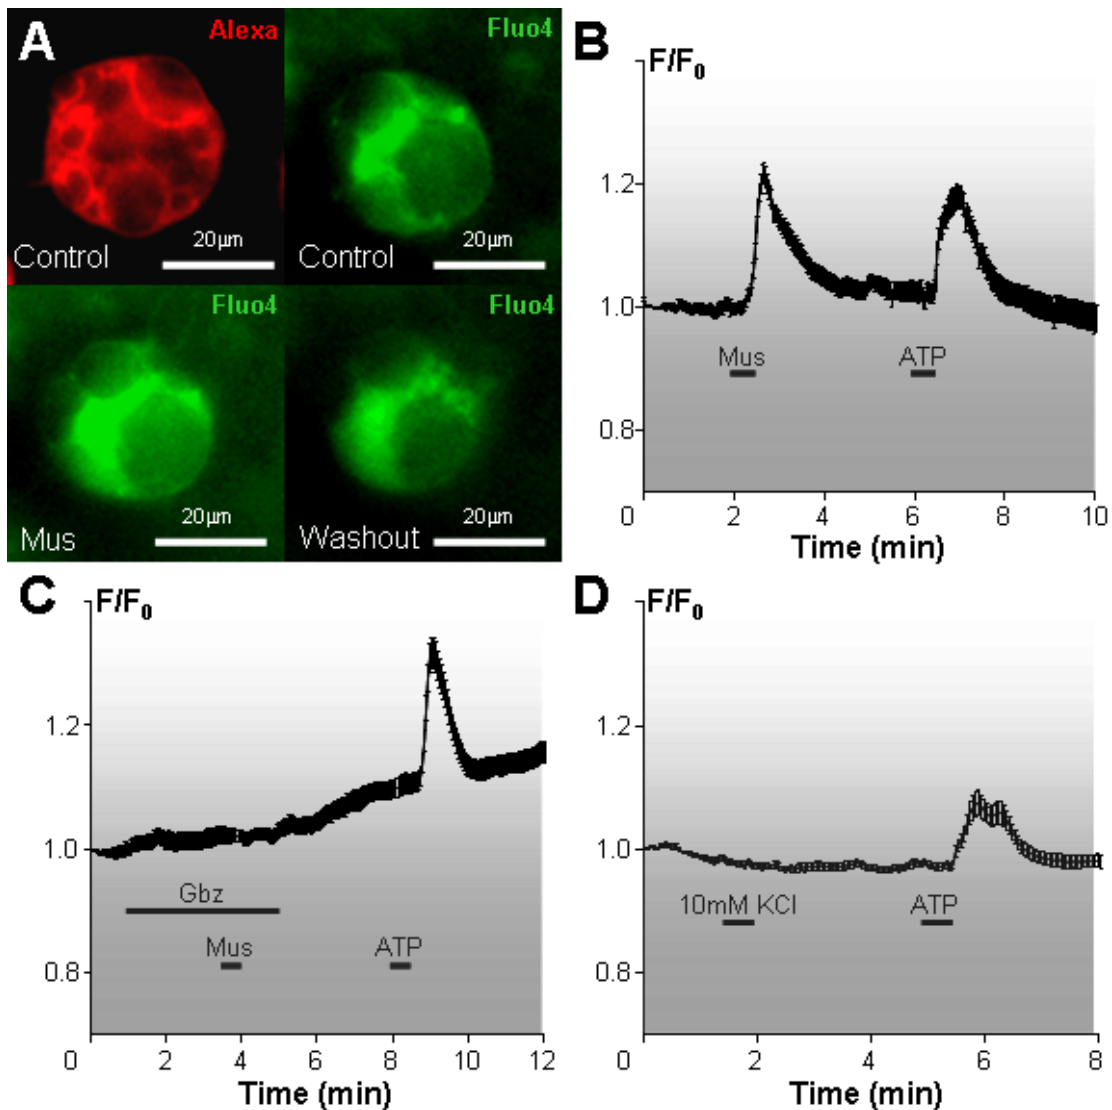 A
Alexa
Control
20µm
Fluo4
Control
20µm
Fluo4
Mus
20µm
Fluo4
Washout
20µm
B
F/F0
1.2
1.0
0.8
Mus
ATP
0 2 4 6 8 10
Time (min)
C
F/F0
1.2
1.0
0.8
Gbz
Mus
ATP
0 2 4 6 8 10 12
Time (min)
D
F/F0
1.2
1.0
0.8
10mM KCl
ATP
0 2 4 6 8
Time (min)